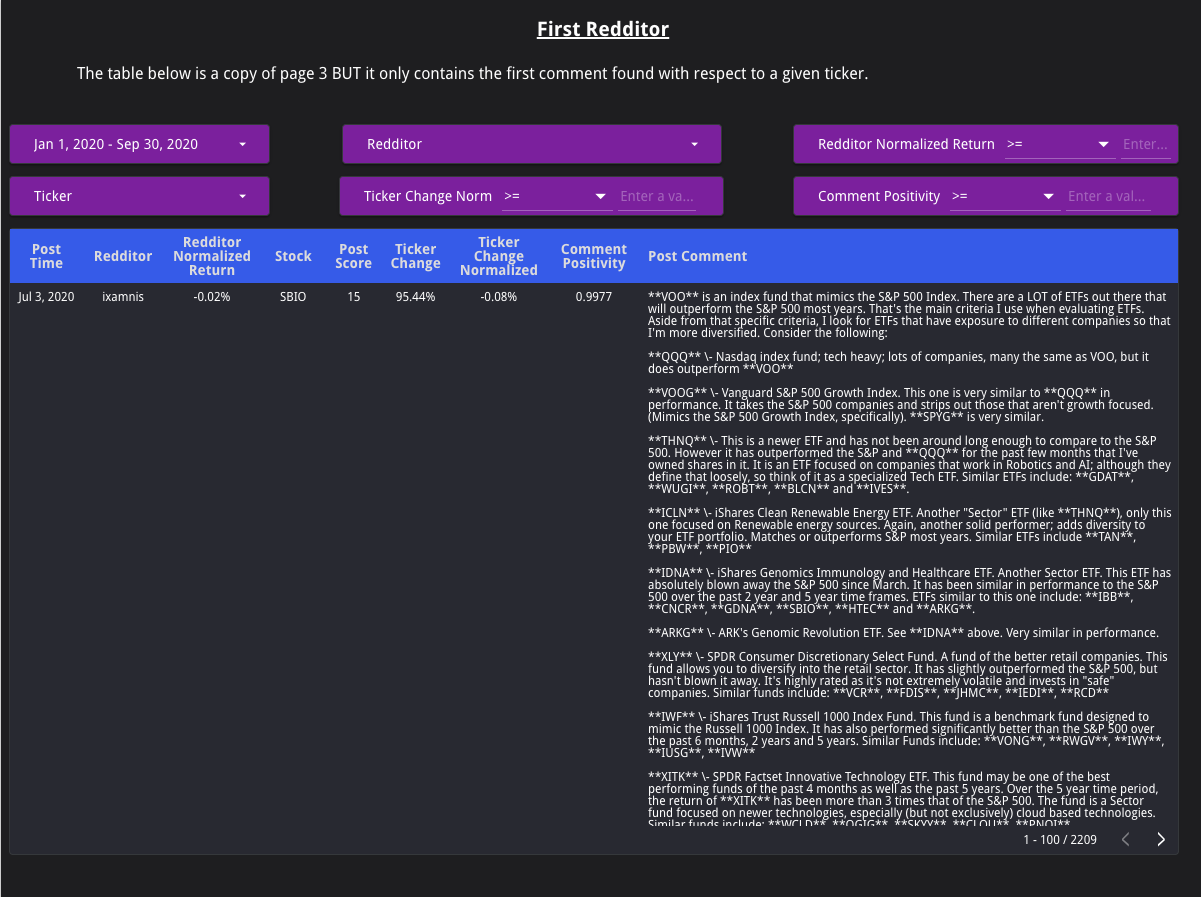 First Redditor
The table below is a copy of page 3 BUT it only contains the first comment found with respect to a given ticker.
Jan 1, 2020 - Sep 30, 2020
Redditor
Redditor Normalized Return >= Enter...
Ticker
Ticker Change Norm >= Enter a va...
Comment Positivity >= Enter a val...
Post Time
Redditor
Redditor Normalized Return
Stock
Post Score
Ticker Change
Ticker Change Normalized
Comment Positivity
Post Comment
Jul 3, 2020 ixamnis -0.02% SBIO 15 95.44% -0.08% 0.9977
**VOO** is an index fund that mimics the S&P 500 Index. There are a LOT of ETFs out there that
will outperform the S&P 500 most years. That's the main criteria I use when evaluating ETFs.
Aside from that specific criteria, I look for ETFs that have exposure to different companies so that
I'm more diversified. Consider the following:
**QQQ** \- Nasdaq index fund; tech heavy; lots of companies, many the same as VOO, but it
does outperform **VOO**
**VOOG** \- Vanguard S&P 500 Growth Index. This one is very similar to **QQQ** in
performance. It takes the S&P 500 companies and strips out those that aren't growth focused.
(Mimics the S&P 500 Growth Index, specifically). **SPYG** is very similar.
**THNQ** \- This is a newer ETF and has not been around long enough to compare to the S&P
500. However it has outperformed the S&P and **QQQ** for the past few months that I've
owned shares in it. It is an ETF focused on companies that work in Robotics and AI; although they
define that loosely, so think of it as a specialized Tech ETF. Similar ETFs include: **GDAT**,
**WUGI**, **ROBT**, **BLCN** and **IVES**.
**ICLN** \- iShares Clean Renewable Energy ETF. Another "Sector" ETF (like **THNQ**), only this
one focused on Renewable energy sources. Again, another solid performer; adds diversity to
your ETF portfolio. Matches or outperforms S&P most years. Similar ETFs include **TAN**,
**PBW**, **PIO**
**IDNA** \- iShares Genomics Immunology and Healthcare ETF. Another Sector ETF. This ETF has
absolutely blown away the S&P 500 since March. It has been similar in performance to the S&P
500 over the past 2 year and 5 year time frames. ETFs similar to this one include: **IBB**,
**CNCR**, **GDNA**, **SBIO**, **HTEC** and **ARKG**.
**ARKG** \- ARK's Genomic Revolution ETF. See **IDNA** above. Very similar in performance.
**XLY** \- SPDR Consumer Discretionary Select Fund. A fund of the better retail companies. This
fund allows you to diversify into the retail sector. It has slightly outperformed the S&P 500, but
hasn't blown it away. It's highly rated as it's not extremely volatile and invests in "safe"
companies. Similar funds include: **VCR**, **FDIS**, **JHMC**, **IEDI**, **RCD**
**IWF** \- iShares Trust Russell 1000 Index Fund. This fund is a benchmark fund designed to
mimic the Russell 1000 Index. It has also performed significantly better than the S&P 500 over
the past 6 months, 2 years and 5 years. Similar Funds include: **VONG**, **RWGV**, **IWY**,
**IUSG**, **IVW**
**XITK** \- SPDR Factset Innovative Technology ETF. This fund may be one of the best
performing funds of the past 4 months as well as the past 5 years. Over the 5 year time period,
the return of **XITK** has been more than 3 times that of the S&P 500. The fund is a Sector
fund focused on newer technologies, especially (but not exclusively) cloud based technologies.
Similar funds include: **WCLD**, **OGIG**, **SKYY**, **CLOU**, **PNQI**
1 - 100 / 2209